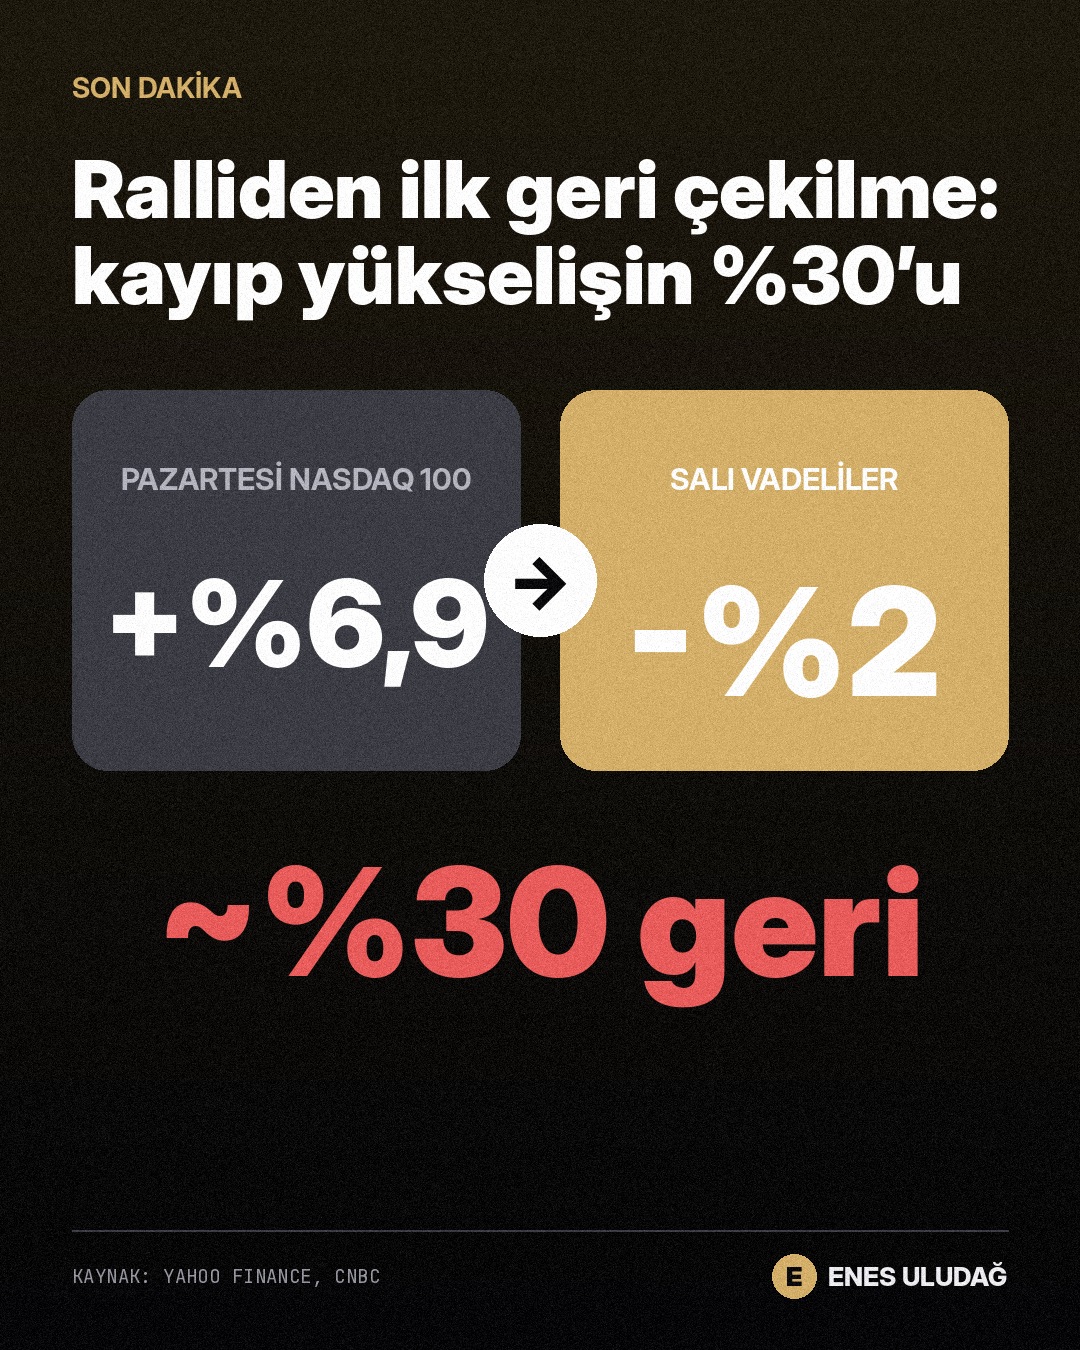 SON DAKİKA
Ralliden ilk geri çekilme:
kayıp yükselişin %30'u
PAZARTESİ NASDAQ 100
SALI VADELİLER
+%6,9
→
-%2
~%30 geri
KAYNAK: YAHOO FINANCE, CNBC
E ENES ULUDAĞ